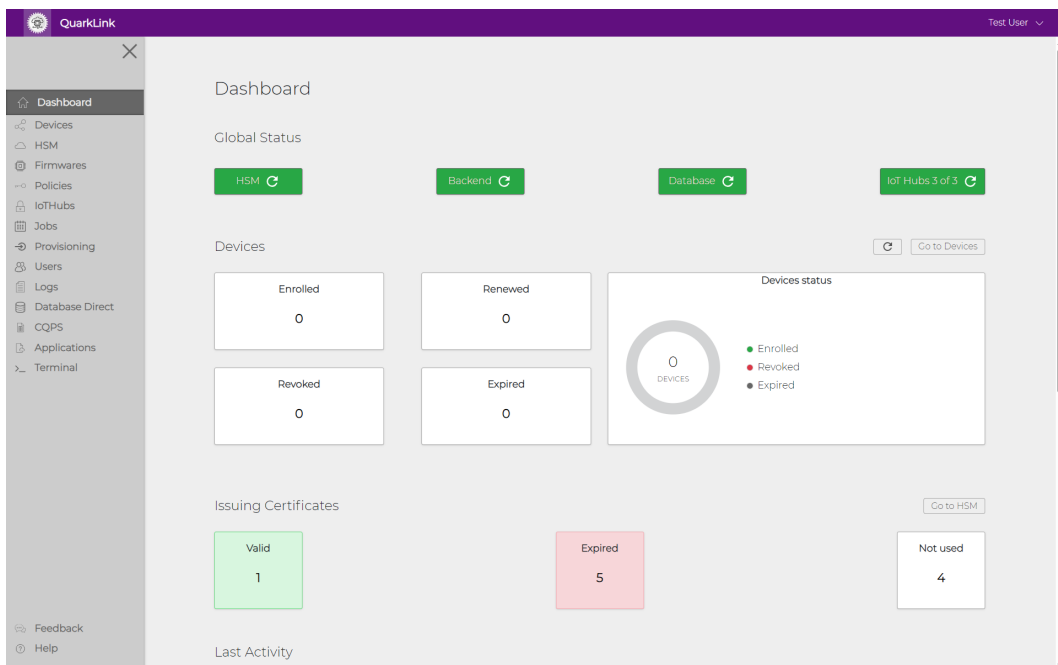 QuarkLink
Test User
Dashboard
Devices
HSM
Firmwares
Policies
IoTHubs
Jobs
Provisioning
Users
Logs
Database Direct
CQPS
Applications
Terminal
Feedback
Help
Dashboard
Global Status
HSM
Backend
Database
IoT Hubs 3 of 3
Devices
Go to Devices
Enrolled
0
Renewed
0
Revoked
0
Expired
0
Devices status
0
DEVICES
Enrolled
Revoked
Expired
Issuing Certificates
Go to HSM
Valid
1
Expired
5
Not used
4
Last Activity